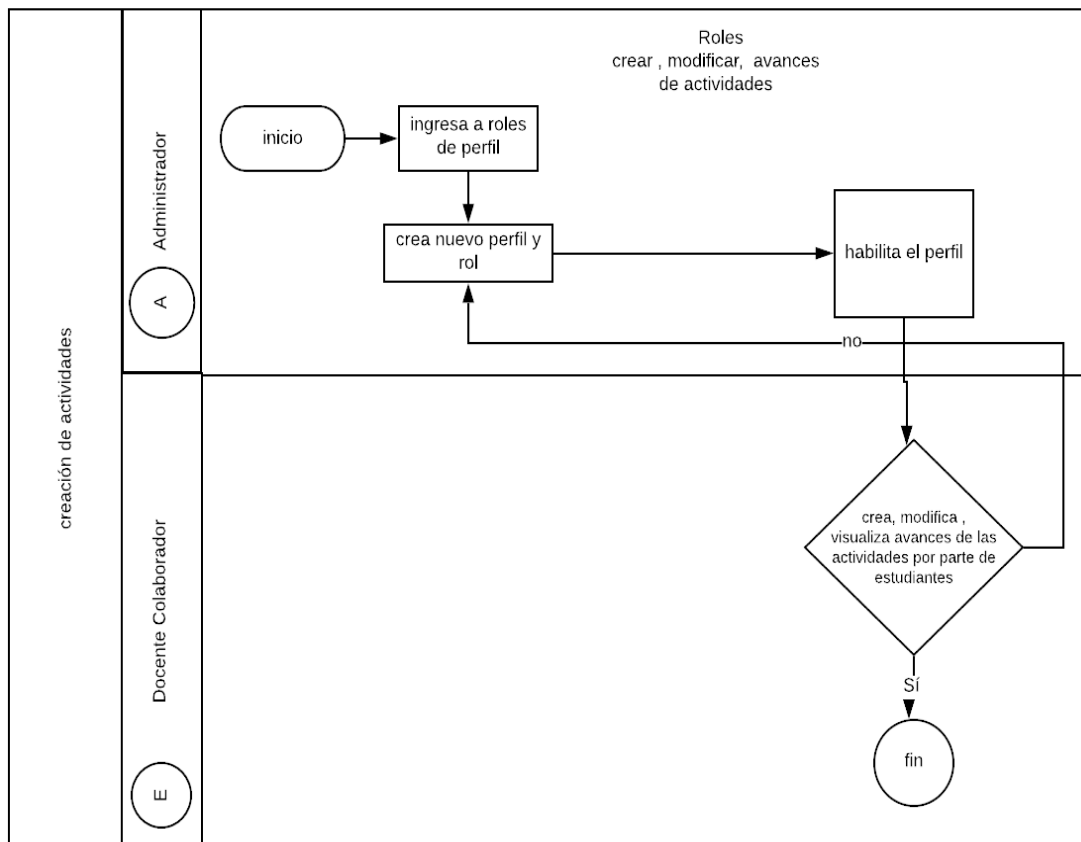 Roles
crear , modificar, avances
de actividades
inicio
ingresa a roles
de perfil
crea nuevo perfil y
rol
habilita el perfil
no
Administrador
A
creación de actividades
crea, modifica ,
visualiza avances de las
actividades por parte de
estudiantes
Sí
fin
Docente Colaborador
E